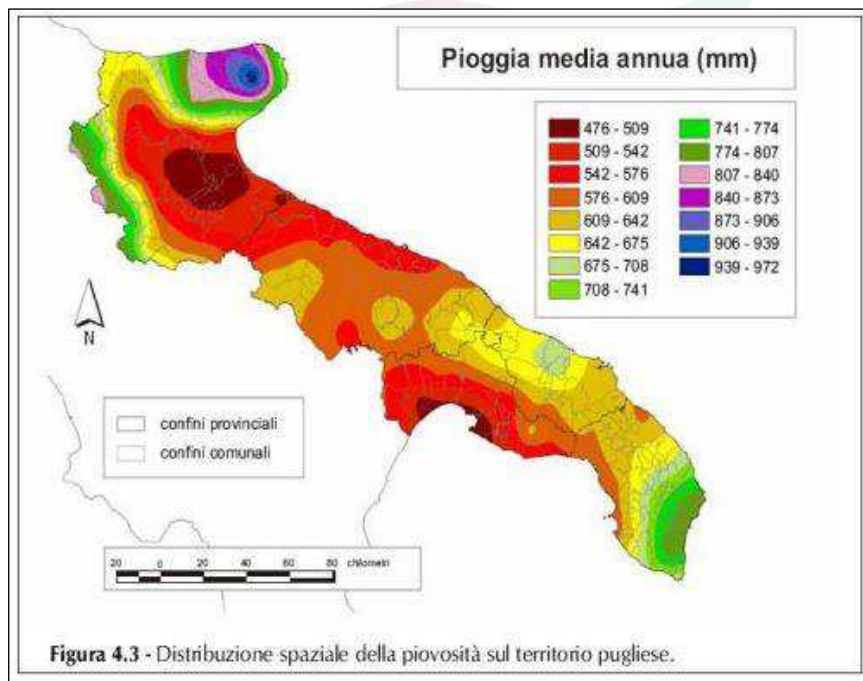 Pioggia media annua (mm)
476 - 509
509 - 542
542 - 576
576 - 609
609 - 642
642 - 675
675 - 708
708 - 741
741 - 774
774 - 807
807 - 840
840 - 873
873 - 906
906 - 939
939 - 972
N
confini provinciali
confini comunali
20 0 20 40 60 80 chilometri
Figura 4.3 - Distribuzione spaziale della piovosità sul territorio pugliese.